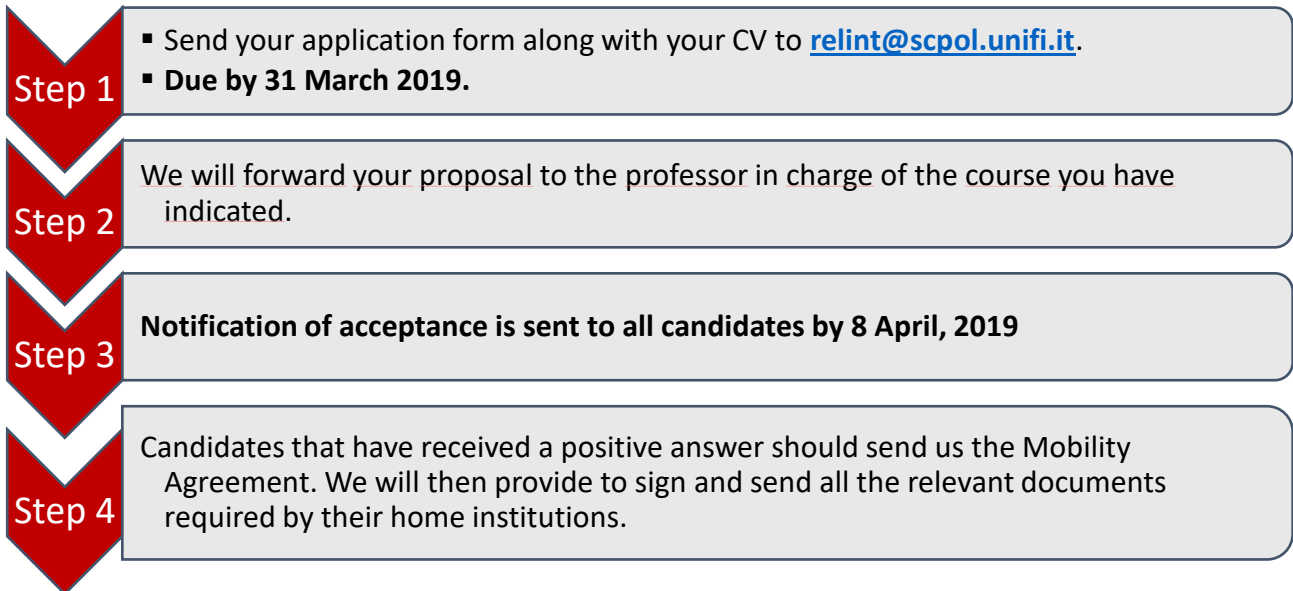 Step 1
▪ Send your application form along with your CV to relint@scpol.unifi.it.
▪ Due by 31 March 2019.
Step 2
We will forward your proposal to the professor in charge of the course you have
indicated.
Step 3
Notification of acceptance is sent to all candidates by 8 April, 2019
Step 4
Candidates that have received a positive answer should send us the Mobility
Agreement. We will then provide to sign and send all the relevant documents
required by their home institutions.